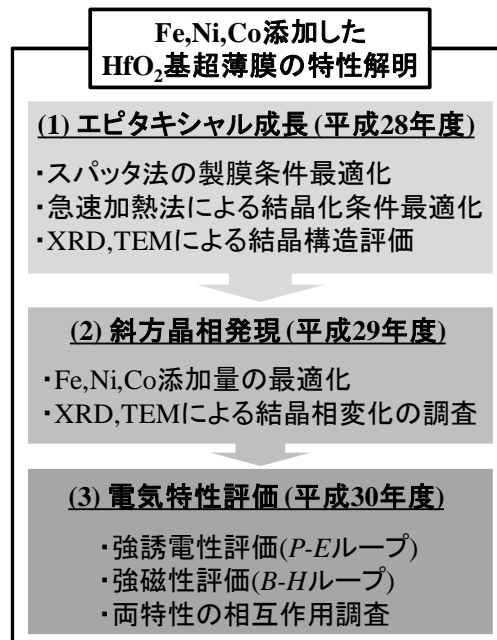 Fe,Ni,Co添加した
HfO₂基超薄膜の特性解明
(1) エピタキシャル成長 (平成28年度)
・スパッタ法の製膜条件最適化
・急速加熱法による結晶化条件最適化
・XRD,TEMによる結晶構造評価
(2) 斜方晶相発現 (平成29年度)
・Fe,Ni,Co添加量の最適化
・XRD,TEMによる結晶相変化の調査
(3) 電気特性評価 (平成30年度)
・強誘電性評価(P-Eループ)
・強磁性評価(B-Hループ)
・両特性の相互作用調査